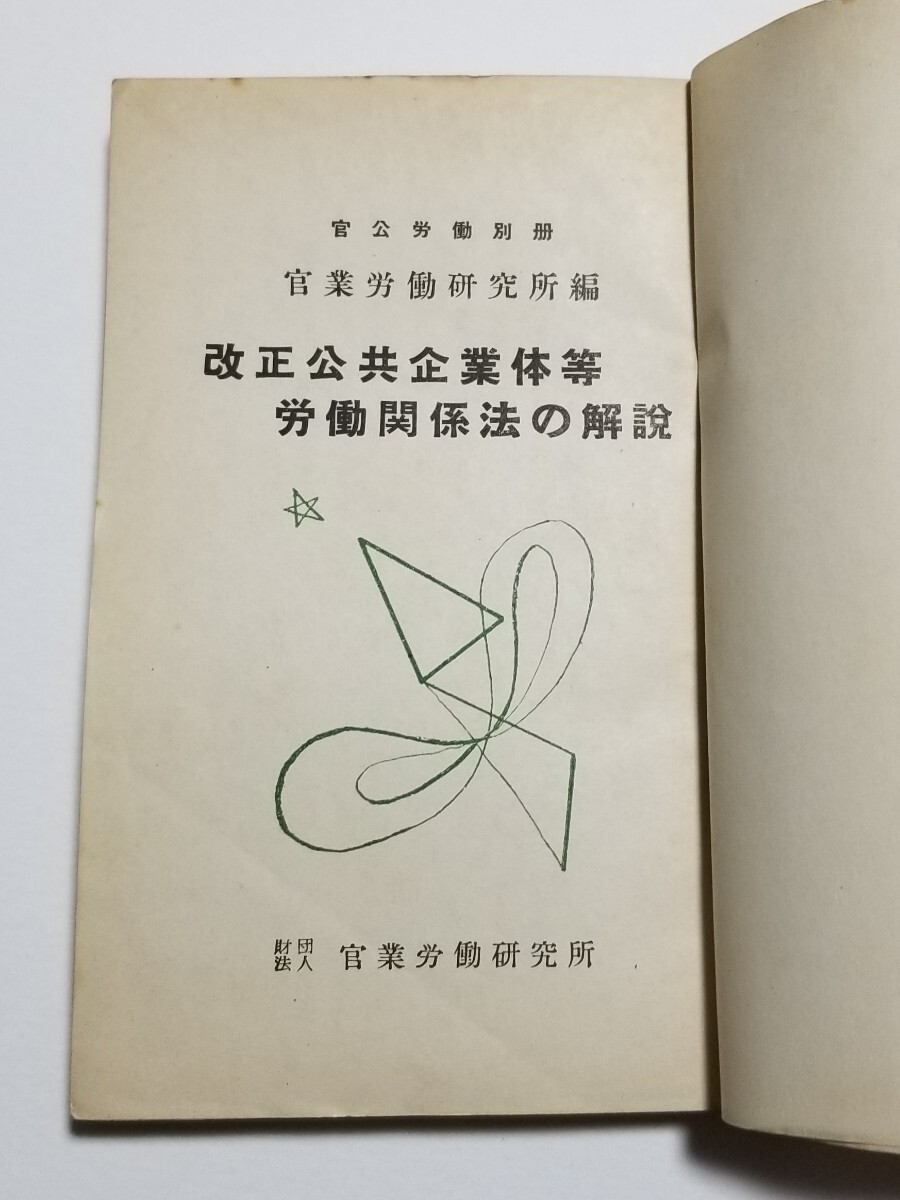 官公労働別冊
官業労働研究所編
改正公共企業体等
労働関係法の解説
財団法人 官業労働研究所